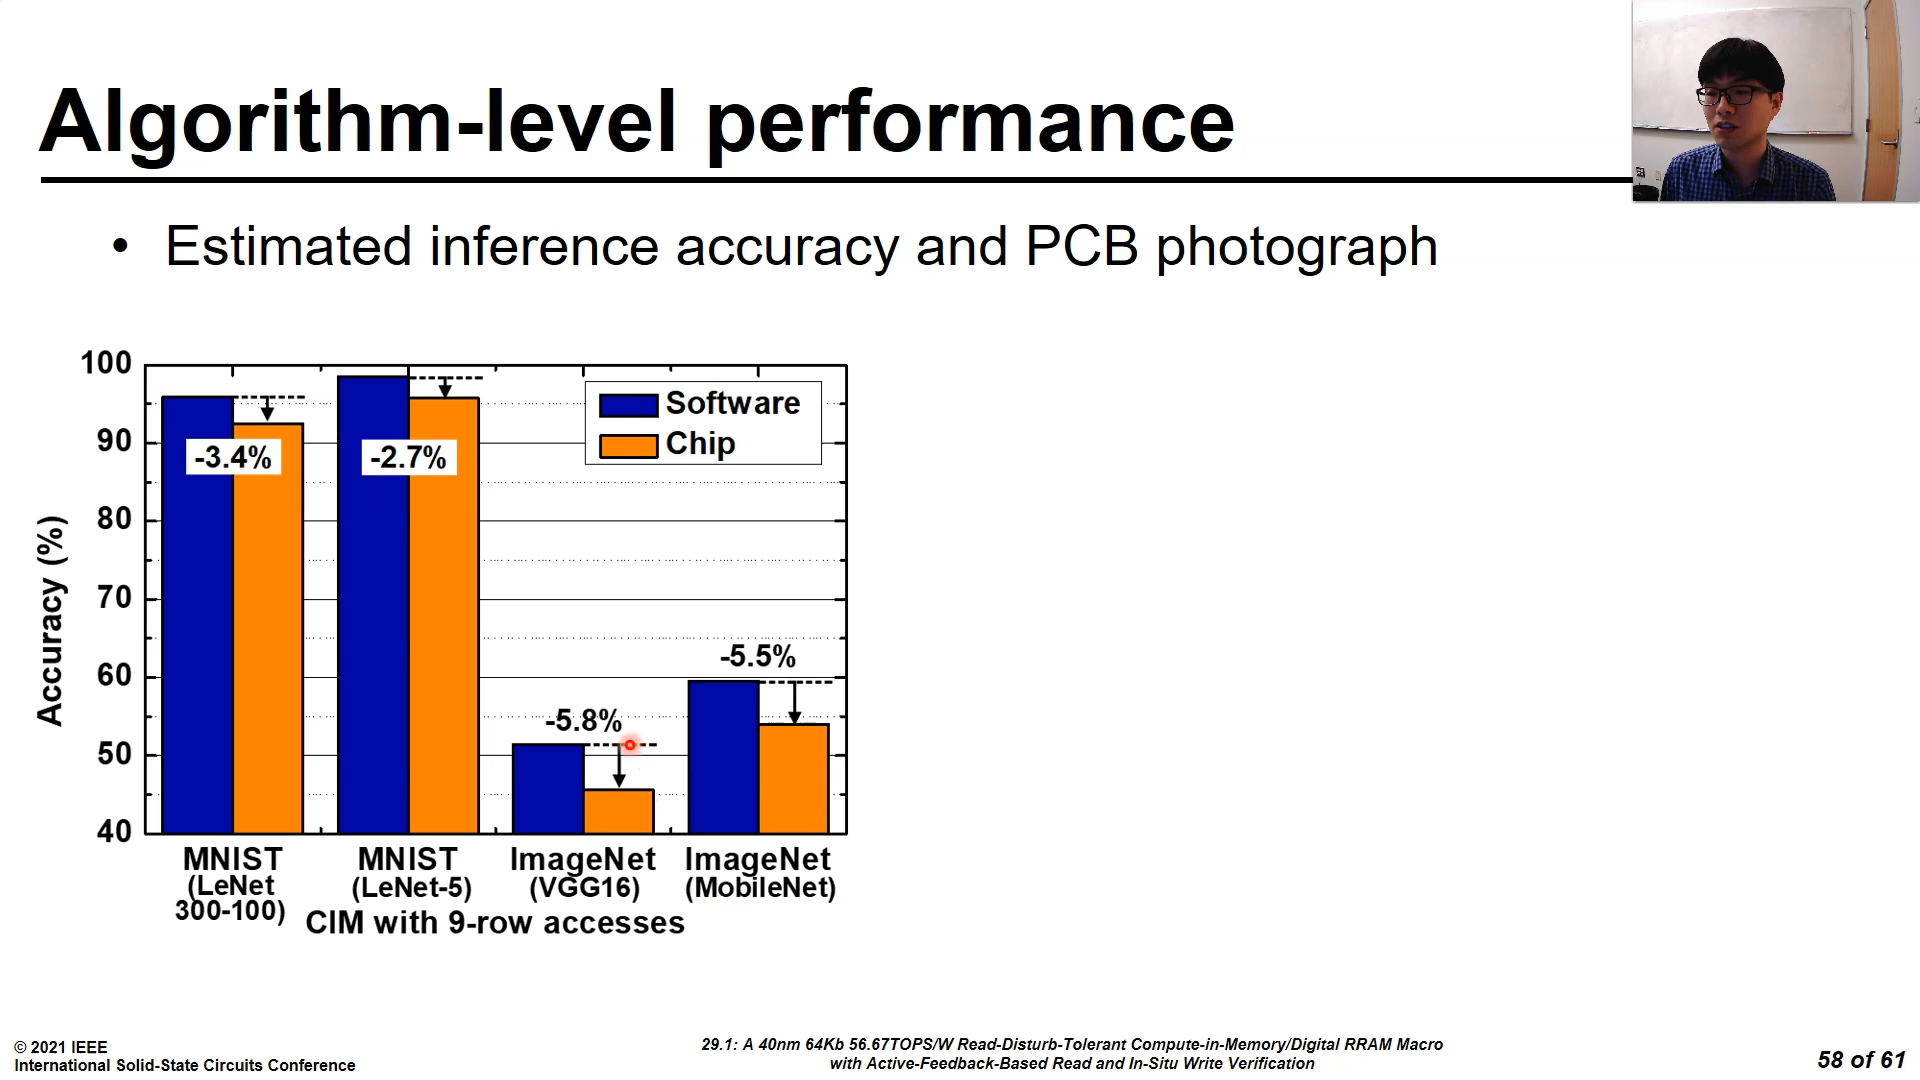 Algorithm-level performance
• Estimated inference accuracy and PCB photograph
100
90
80
70
60
50
40
Accuracy (%)
Software
Chip
-3.4%
-2.7%
-5.8%
-5.5%
MNIST
(LeNet
300-100)
MNIST
(LeNet-5)
ImageNet
(VGG16)
ImageNet
(MobileNet)
CIM with 9-row accesses
© 2021 IEEE
International Solid-State Circuits Conference
29.1: A 40nm 64Kb 56.67TOPS/W Read-Disturb-Tolerant Compute-in-Memory/Digital RRAM Macro
with Active-Feedback-Based Read and In-Situ Write Verification
58 of 61